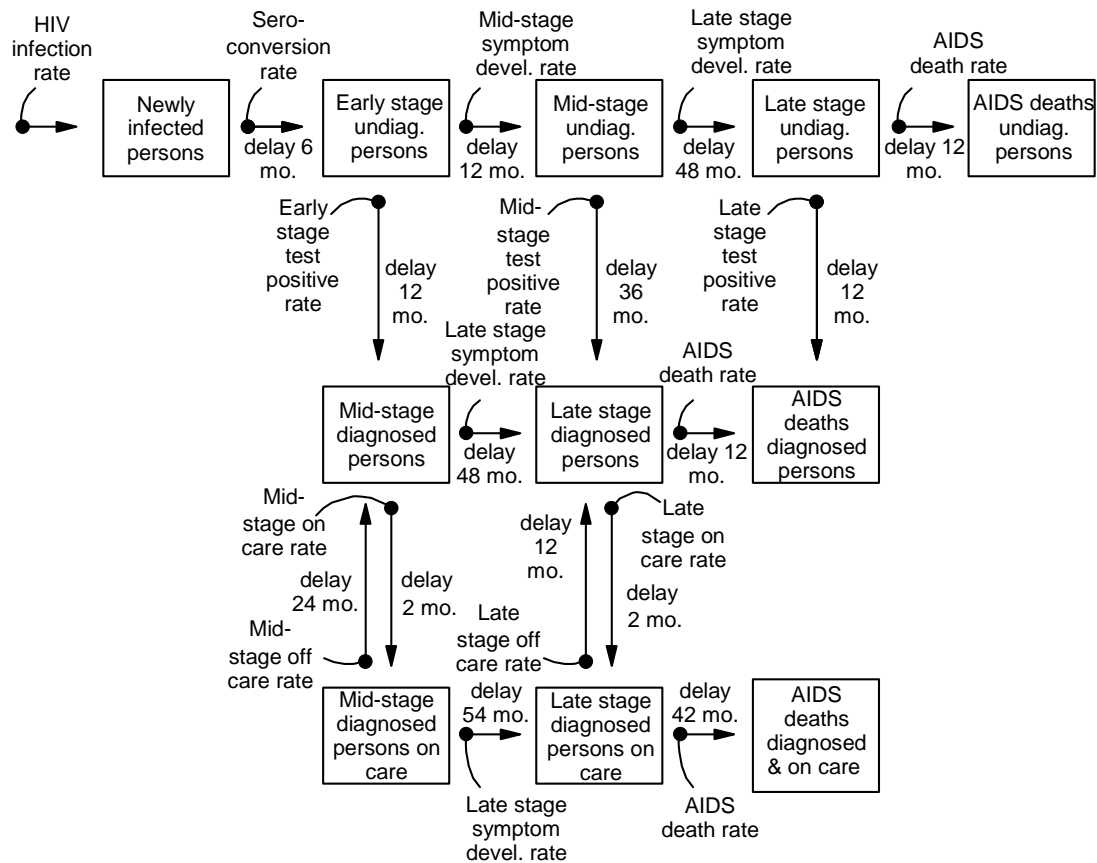 HIV
infection
rate
Sero-
conversion
rate
Mid-stage
symptom
devel. rate
Late stage
symptom
devel. rate
AIDS
death rate
Newly
infected
persons
delay 6
mo.
Early stage
undiag.
persons
delay
12 mo.
Mid-stage
undiag.
persons
delay
48 mo.
Late stage
undiag.
persons
delay 12
mo.
AIDS deaths
undiag.
persons
Early
stage
test
positive
rate
delay
12
mo.
Mid-
stage
test
positive
rate
delay
36
mo.
Late
stage
test
positive
rate
delay
12
mo.
Late stage
symptom
devel. rate
AIDS
death rate
Mid-stage
diagnosed
persons
delay
48 mo.
Late stage
diagnosed
persons
delay 12
mo.
AIDS
deaths
diagnosed
persons
Mid-
stage on
care rate
delay
24 mo.
delay
2 mo.
delay
12
mo.
Late
stage on
care rate
delay
2 mo.
Mid-
stage off
care rate
Late
stage off
care rate
Mid-stage
diagnosed
persons on
care
delay
54 mo.
Late stage
diagnosed
persons on
care
delay
42 mo.
AIDS
deaths
diagnosed
& on care
Late stage
symptom
devel. rate
AIDS
death rate